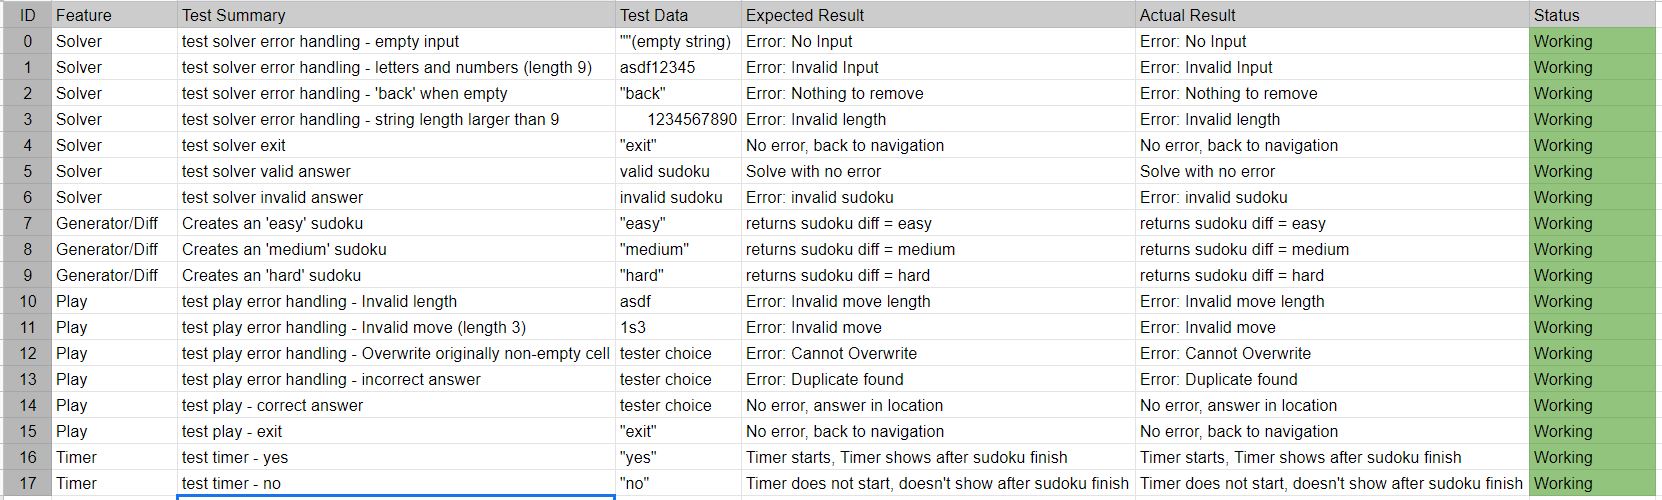 ID Feature Test Summary Test Data Expected Result Actual Result Status
0 Solver test solver error handling - empty input ""(empty string) Error: No Input Error: No Input Working
1 Solver test solver error handling - letters and numbers (length 9) asdf12345 Error: Invalid Input Error: Invalid Input Working
2 Solver test solver error handling - 'back' when empty "back" Error: Nothing to remove Error: Nothing to remove Working
3 Solver test solver error handling - string length larger than 9 1234567890 Error: Invalid length Error: Invalid length Working
4 Solver test solver exit "exit" No error, back to navigation No error, back to navigation Working
5 Solver test solver valid answer valid sudoku Solve with no error Solve with no error Working
6 Solver test solver invalid answer invalid sudoku Error: invalid sudoku Error: invalid sudoku Working
7 Generator/Diff Creates an 'easy' sudoku "easy" returns sudoku diff = easy returns sudoku diff = easy Working
8 Generator/Diff Creates an 'medium' sudoku "medium" returns sudoku diff = medium returns sudoku diff = medium Working
9 Generator/Diff Creates an 'hard' sudoku "hard" returns sudoku diff = hard returns sudoku diff = hard Working
10 Play test play error handling - Invalid length asdf Error: Invalid move length Error: Invalid move length Working
11 Play test play error handling - Invalid move (length 3) 1s3 Error: Invalid move Error: Invalid move Working
12 Play test play error handling - Overwrite originally non-empty cell tester choice Error: Cannot Overwrite Error: Cannot Overwrite Working
13 Play test play error handling - incorrect answer tester choice Error: Duplicate found Error: Duplicate found Working
14 Play test play - correct answer tester choice No error, answer in location No error, answer in location Working
15 Play test play - exit "exit" No error, back to navigation No error, back to navigation Working
16 Timer test timer - yes "yes" Timer starts, Timer shows after sudoku finish Timer starts, Timer shows after sudoku finish Working
17 Timer test timer - no "no" Timer does not start, doesn't show after sudoku finish Timer does not start, doesn't show after sudoku finish Working